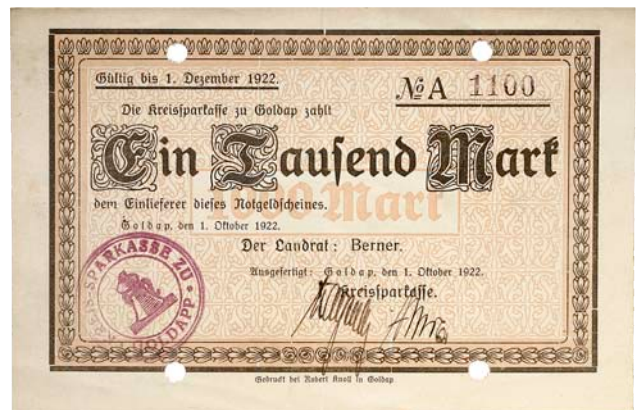 Gültig bis 1. Dezember 1922.
№ A 1100
Die Kreissparkasse zu Goldap zahlt
Ein Tausend Mark
1000 Mark
dem Einlieferer dieses Notgeldscheines.
Goldap, den 1. Oktober 1922.
Der Landrat: Berner.
Ausgefertigt: Goldap, den 1. Oktober 1922.
Kreissparkasse.
KREIS-SPARKASSE ZU GOLDAPP
Gedruckt bei Robert Knoll in Goldap